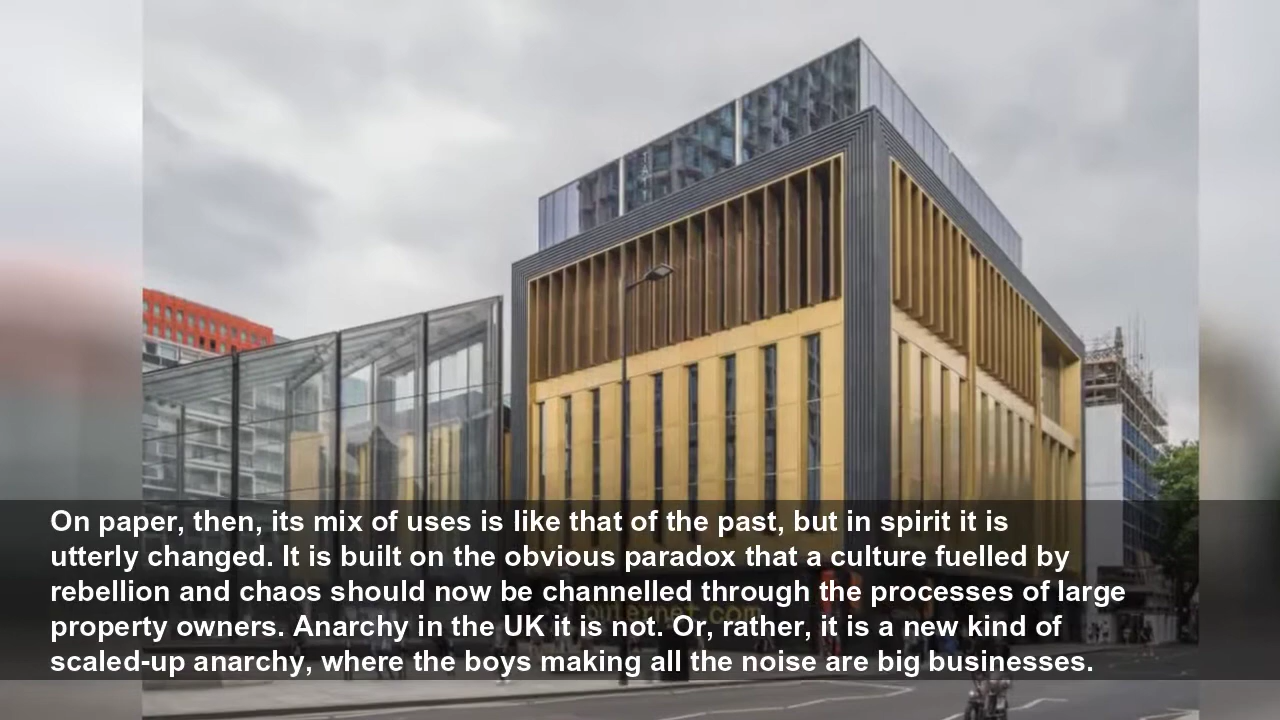 On paper, then, its mix of uses is like that of the past, but in spirit it is
utterly changed. It is built on the obvious paradox that a culture fuelled by
rebellion and chaos should now be channelled through the processes of large
property owners. Anarchy in the UK it is not. Or, rather, it is a new kind of
scaled-up anarchy, where the boys making all the noise are big businesses.
outernet.com